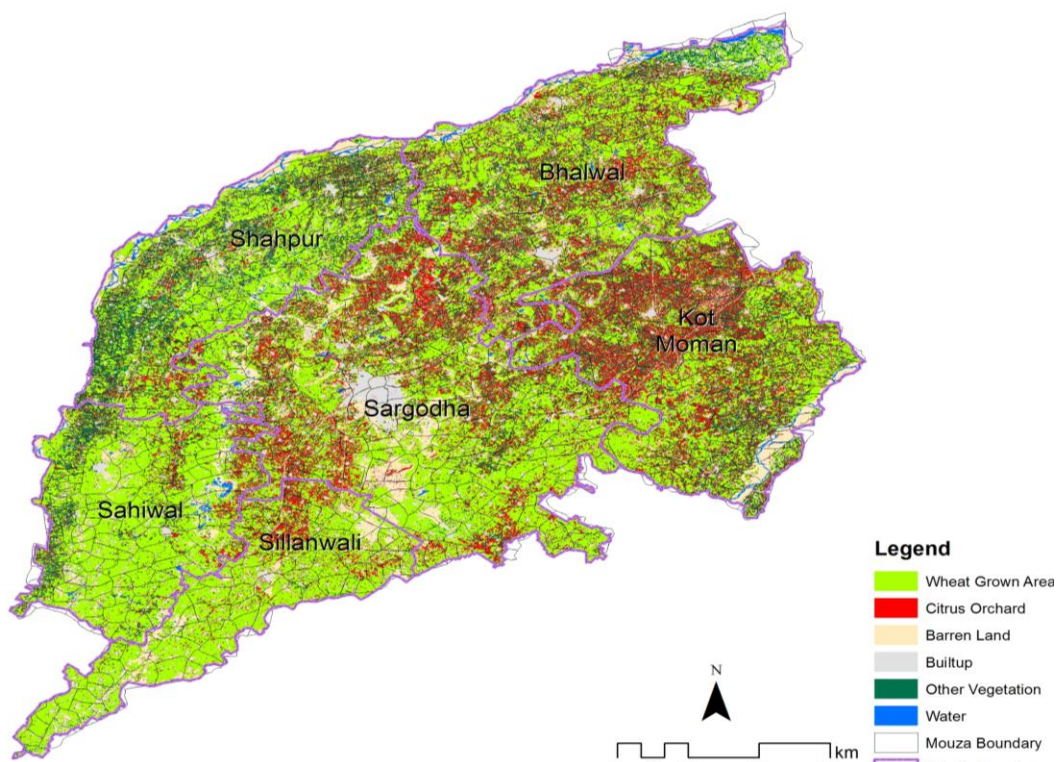 Bhalwal
Shahpur
Kot
Moman
Sargodha
Sahiwal
Sillanwali
Legend
Wheat Grown Area
Citrus Orchard
Barren Land
Builtup
Other Vegetation
Water
Mouza Boundary
N
km